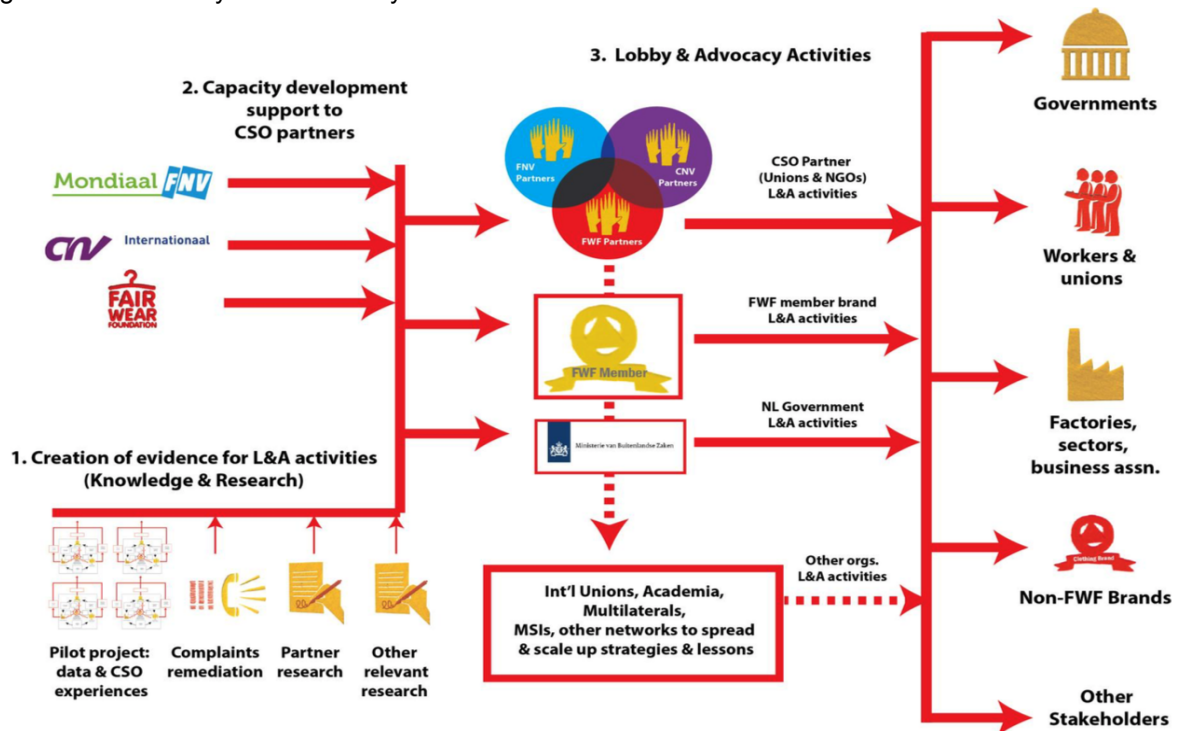 3. Lobby & Advocacy Activities
2. Capacity development
support to
CSO partners
Mondiaal FNV
CNV Internationaal
FAIR
WEAR
FOUNDATION
1. Creation of evidence for L&A activities
(Knowledge & Research)
Pilot project:
data & CSO
experiences
Complaints
remediation
Partner
research
Other
relevant
research
FNV
Partners
CNV
Partners
FWF Partners
FWF Member
Ministerie van Buitenlandse Zaken
Int'l Unions, Academia,
Multilaterals,
MSIs, other networks to spread
& scale up strategies & lessons
CSO Partner
(Unions & NGOs)
L&A activities
FWF member brand
L&A activities
NL Government
L&A activities
Other orgs.
L&A activities
Governments
Workers &
unions
Factories,
sectors,
business assn.
Clothing Brand
Non-FWF Brands
Other
Stakeholders